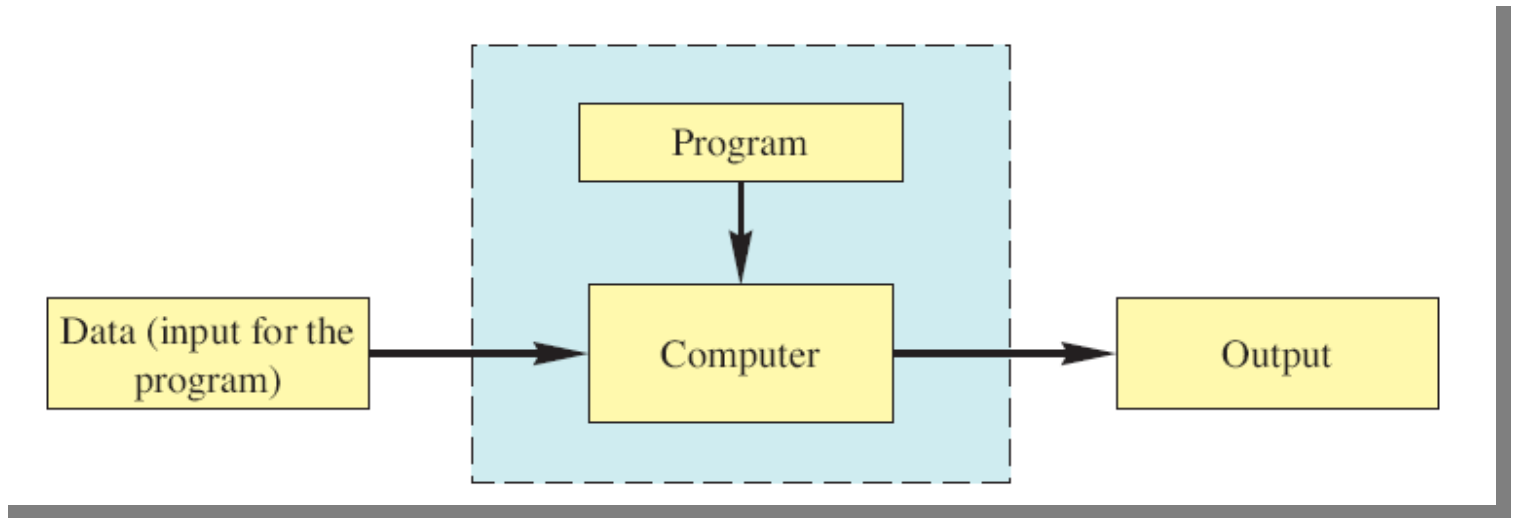 Program
Data (input for the
program)
Computer
Output